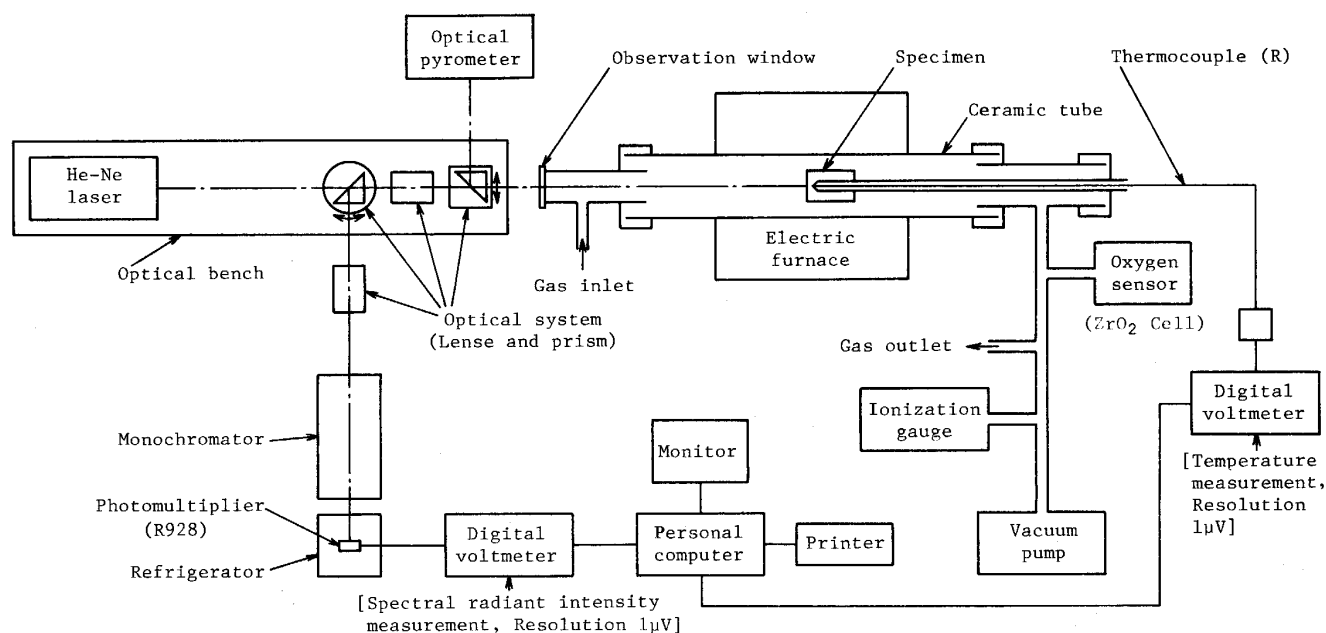 Optical
pyrometer
Observation window
Specimen
Thermocouple (R)
Ceramic tube
He-Ne
laser
Optical bench
Gas inlet
Electric
furnace
Oxygen
sensor
(ZrO₂ Cell)
Optical system
(Lense and prism)
Gas outlet
Digital
voltmeter
[Temperature
measurement,
Resolution
1μV]
Ionization
gauge
Monochromator
Monitor
Photomultiplier
(R928)
Refrigerator
Digital
voltmeter
Personal
computer
Printer
Vacuum
pump
[Spectral radiant intensity
measurement, Resolution 1μV]